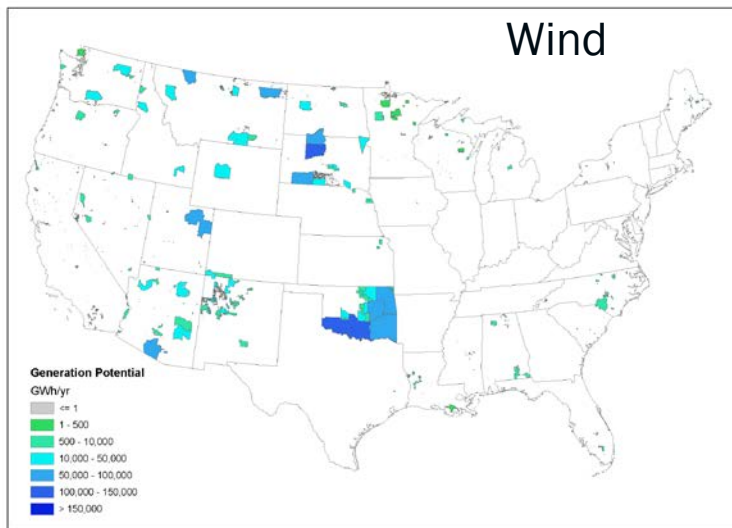 Wind
Generation Potential
GWh/yr
<= 1
1 - 500
500 - 10,000
10,000 - 50,000
50,000 - 100,000
100,000 - 150,000
> 150,000